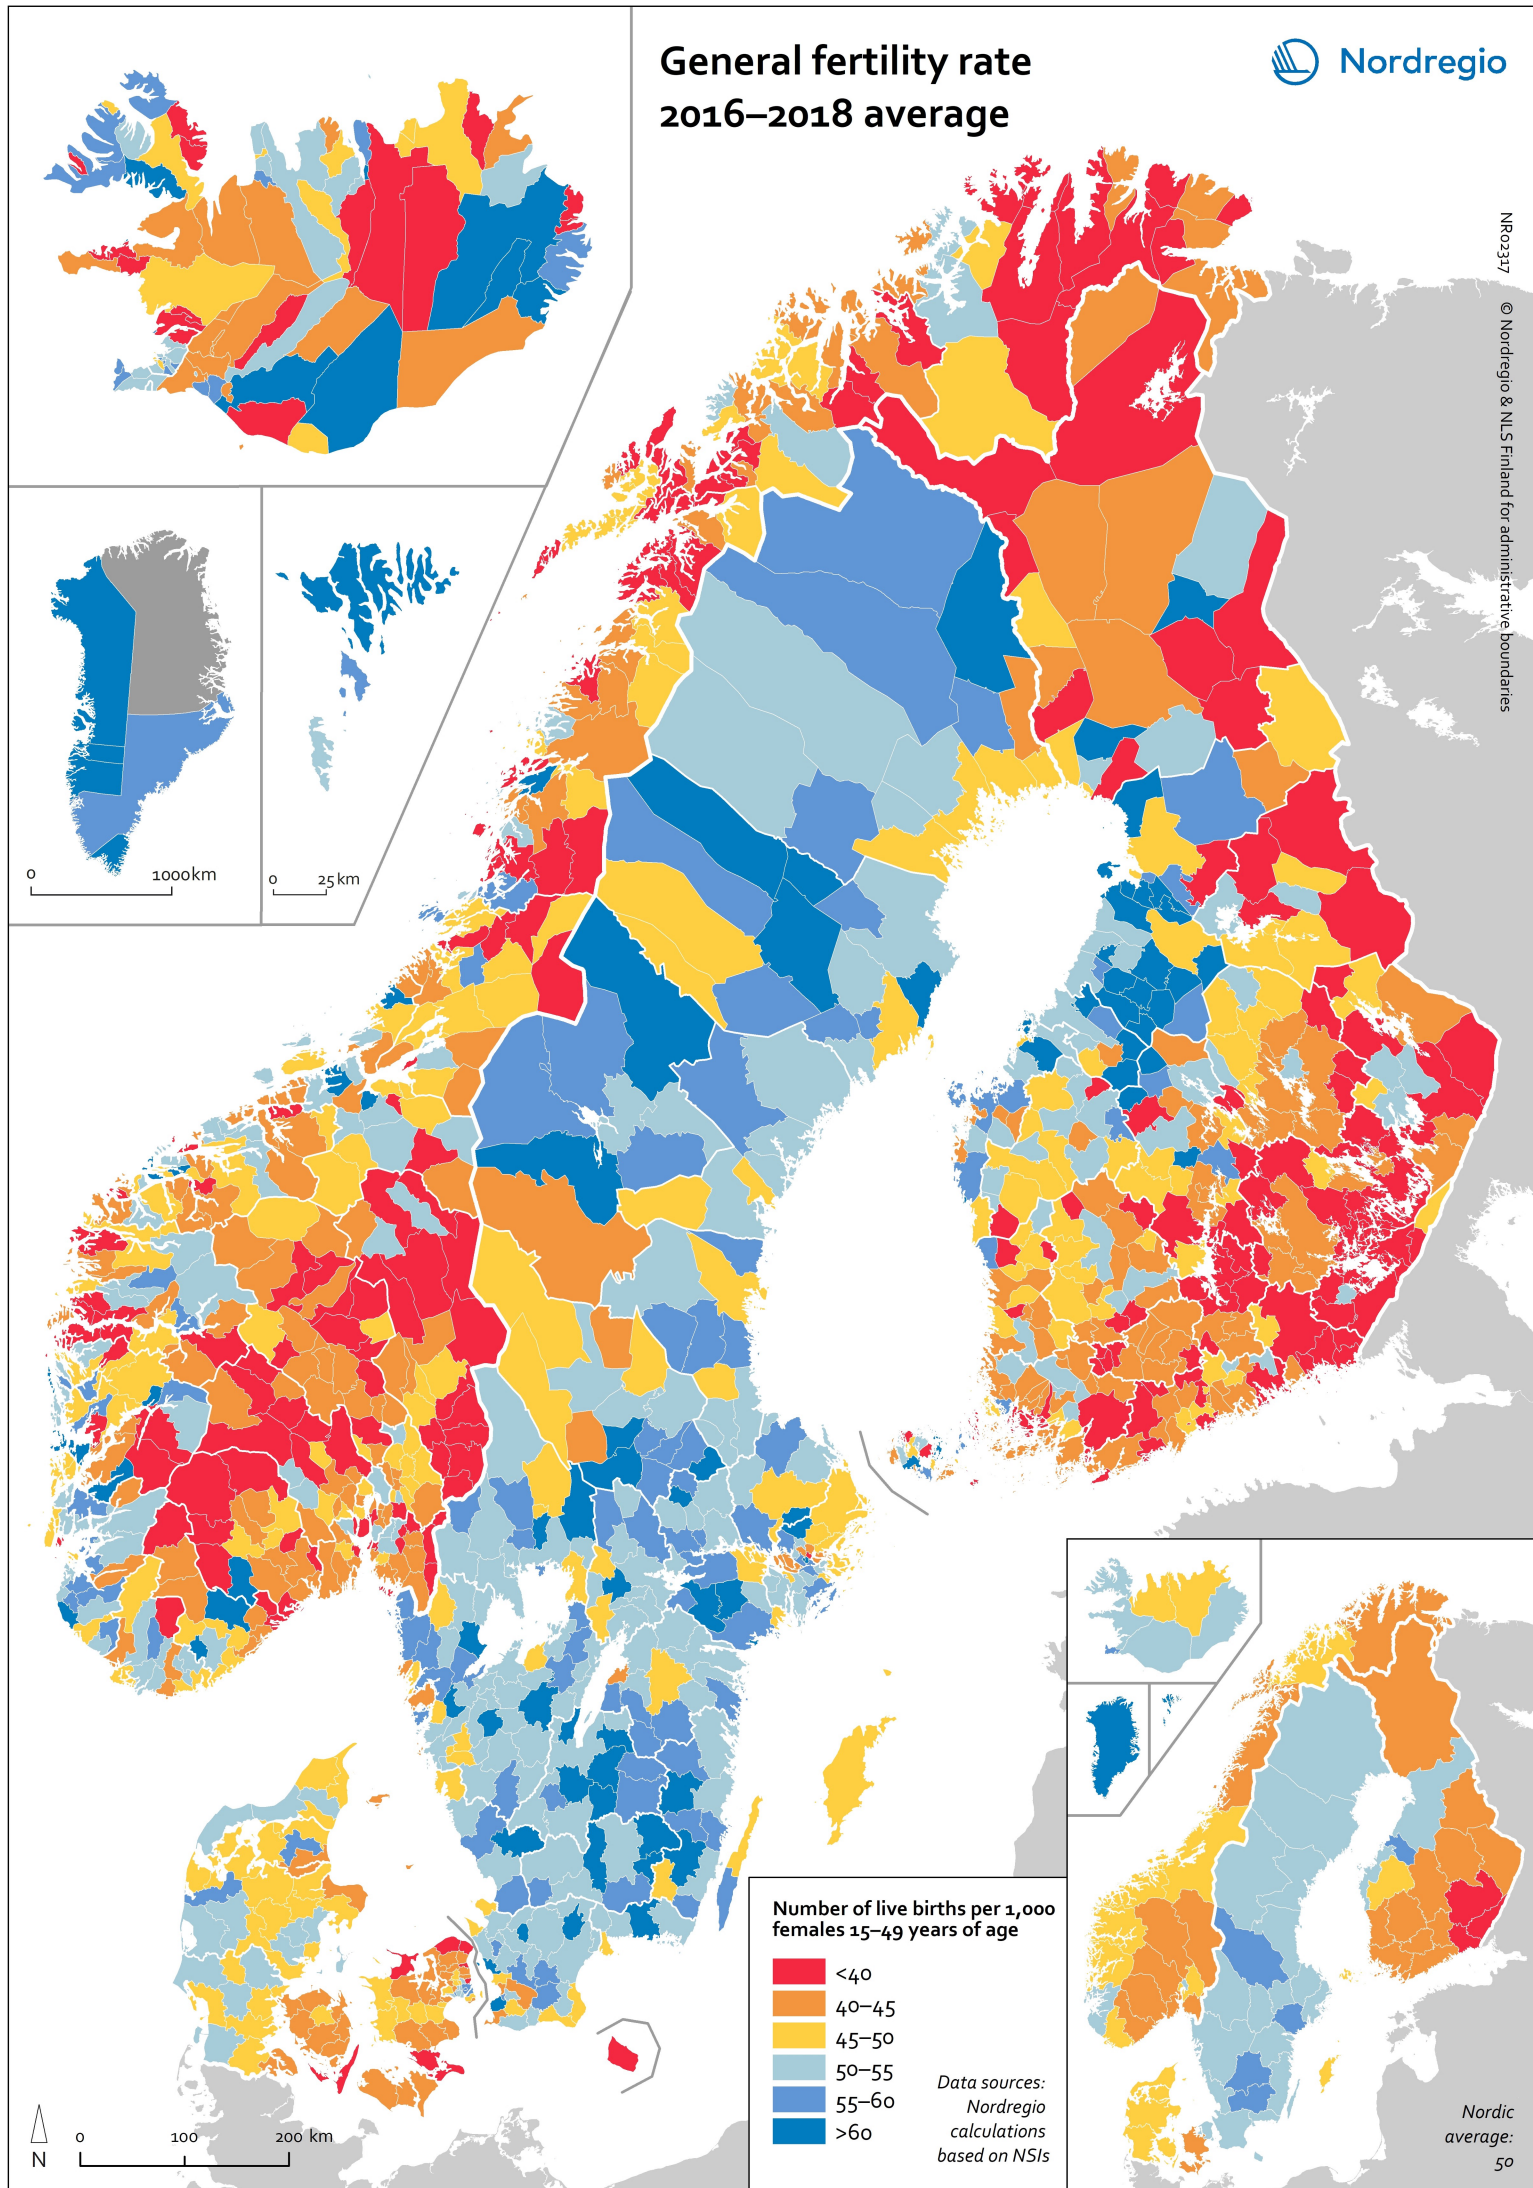 General fertility rate
2016–2018 average
Nordregio
NR02317 © Nordregio & NLS Finland for administrative boundaries
0 1000km
0 25km
Number of live births per 1,000
females 15–49 years of age
<40
40–45
45–50
50–55
55–60
>60
Data sources:
Nordregio
calculations
based on NSIs
Nordic
average:
50
N
0 100 200 km